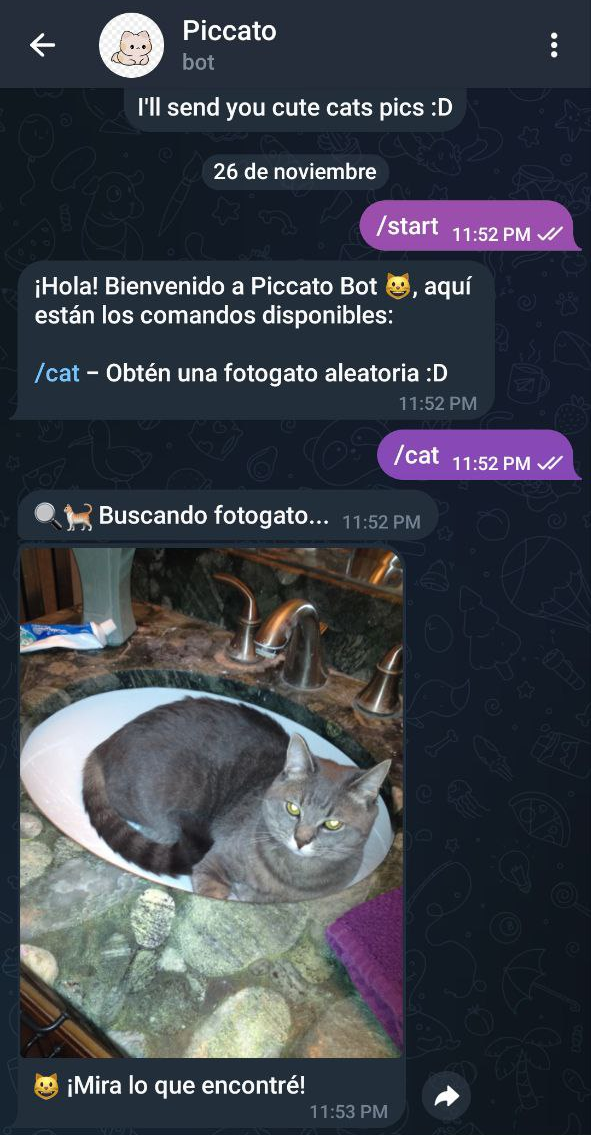 Piccato
bot
I'll send you cute cats pics :D
26 de noviembre
/start 11:52 PM
¡Hola! Bienvenido a Piccato Bot 😺, aquí
están los comandos disponibles:
/cat – Obtén una fotogato aleatoria :D
11:52 PM
/cat 11:52 PM
🔍🐈 Buscando fotogato... 11:52 PM
😺 ¡Mira lo que encontré!
11:53 PM